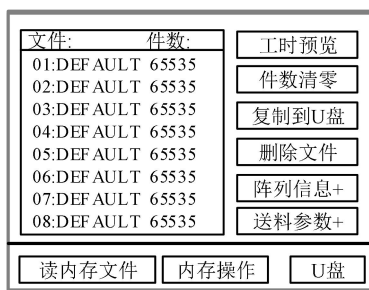 文件: 件数:
01:DEFAULT 65535
02:DEFAULT 65535
03:DEFAULT 65535
04:DEFAULT 65535
05:DEFAULT 65535
06:DEFAULT 65535
07:DEFAULT 65535
08:DEFAULT 65535
工时预览
件数清零
复制到U盘
删除文件
阵列信息+
送料参数+
读内存文件 内存操作 U盘